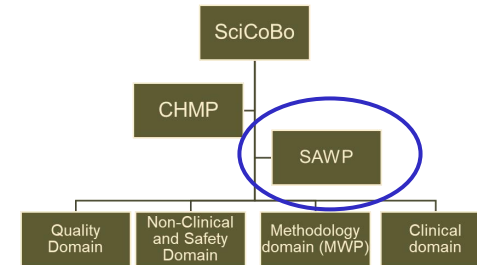 SciCoBo
CHMP
SAWP
Quality
Domain
Non-Clinical
and Safety
Domain
Methodology
domain (MWP)
Clinical
domain